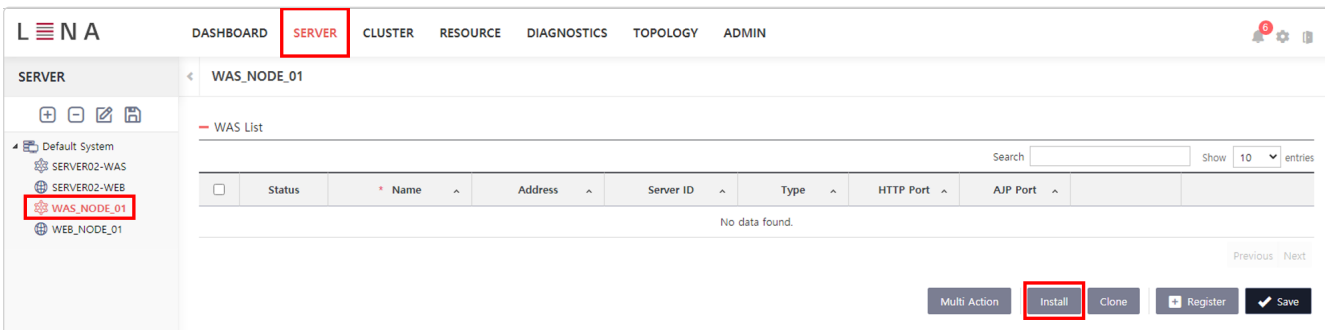 LENA
DASHBOARD SERVER CLUSTER RESOURCE DIAGNOSTICS TOPOLOGY ADMIN
6
SERVER
WAS_NODE_01
WAS List
Default System
SERVER02-WAS
SERVER02-WEB
WAS_NODE_01
WEB_NODE_01
Search Show 10 entries
Status * Name Address Server ID Type HTTP Port AJP Port
No data found.
Previous Next
Multi Action Install Clone Register Save